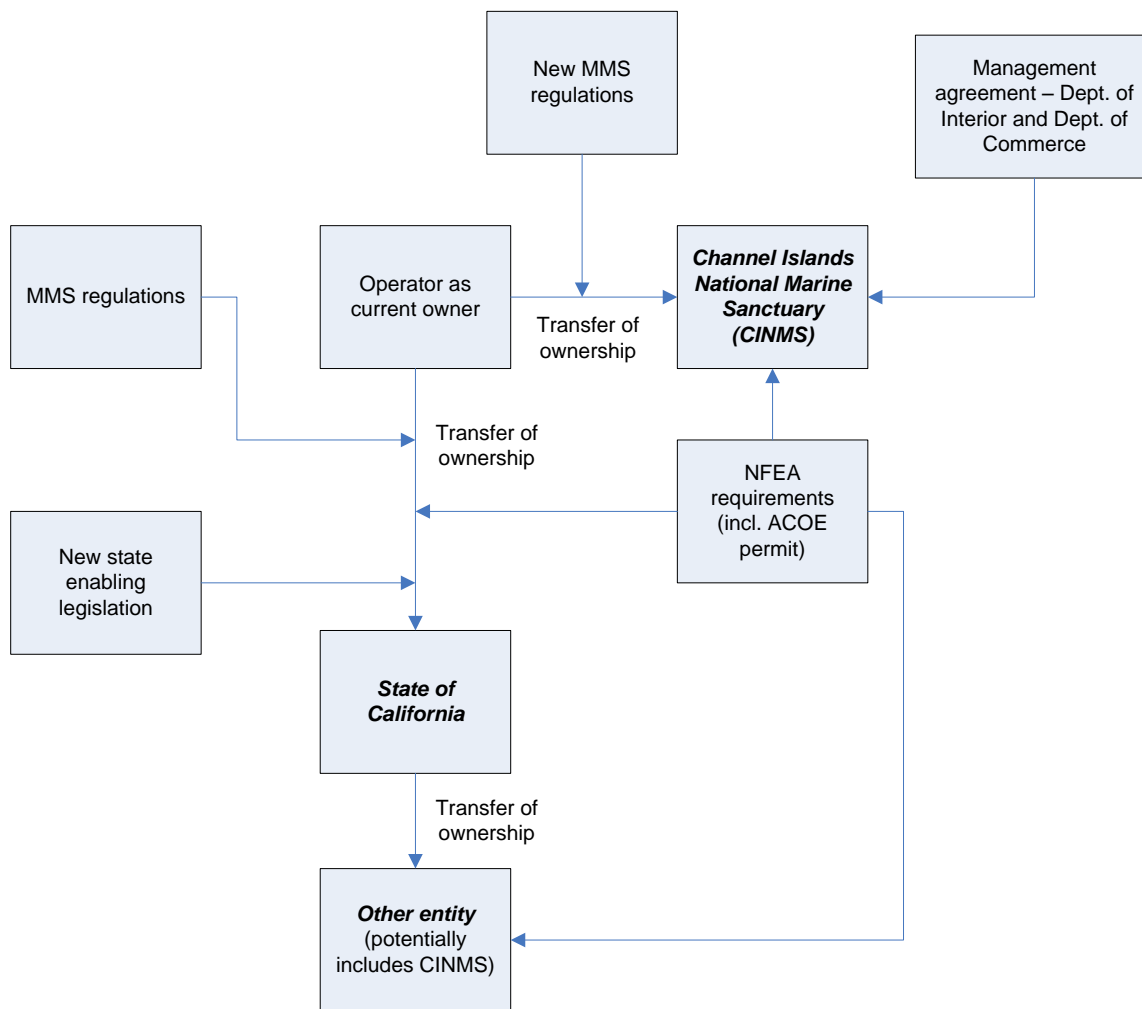 New MMS
regulations
Management
agreement – Dept. of
Interior and Dept. of
Commerce
MMS regulations
Operator as
current owner
Transfer of
ownership
Channel Islands
National Marine
Sanctuary
(CINMS)
Transfer of
ownership
NFEA
requirements
(incl. ACOE
permit)
New state
enabling
legislation
State of
California
Transfer of
ownership
Other entity
(potentially
includes CINMS)